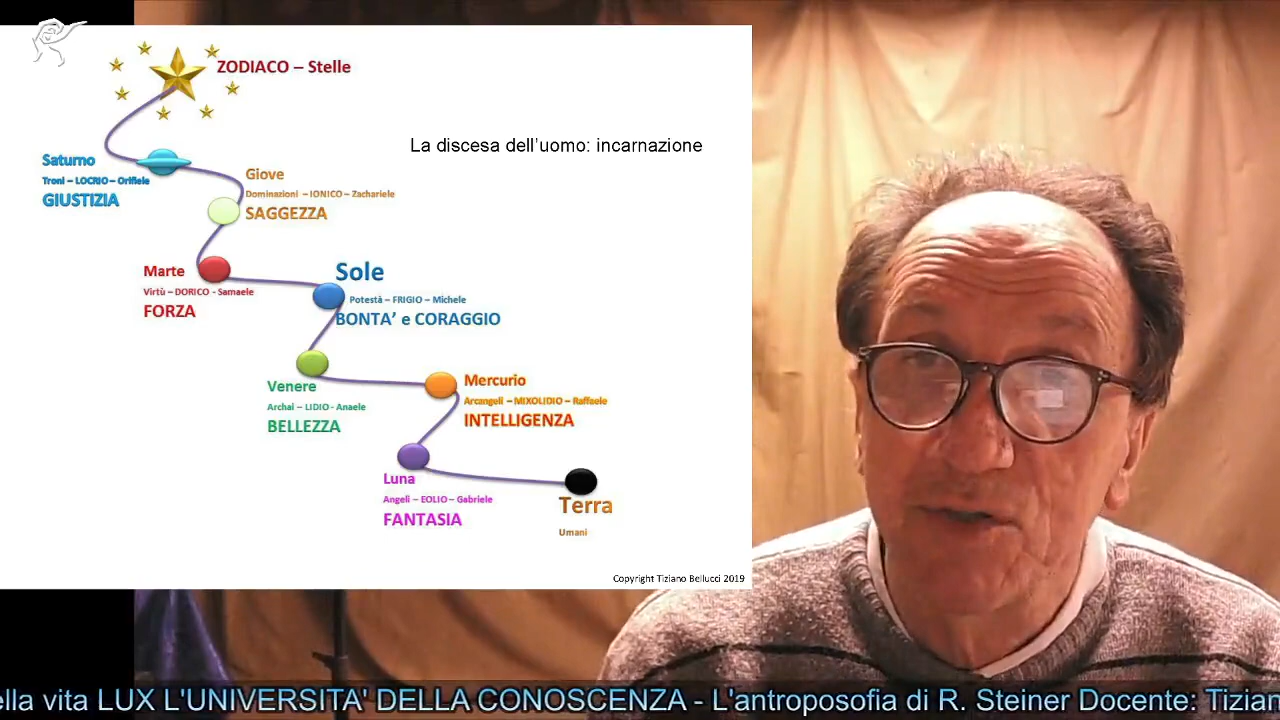 ZODIACO – Stelle
La discesa dell'uomo: incarnazione
Saturno
Troni – LOCRIO – Orifiele
GIUSTIZIA
Giove
Dominazioni – IONICO – Zachariele
SAGGEZZA
Marte
Virtù – DORICO - Samaele
FORZA
Sole
Potestà – FRIGIO – Michele
BONTA' e CORAGGIO
Venere
Archai – LIDIO - Anaele
BELLEZZA
Mercurio
Arcangeli – MIXOLIDIO – Raffaele
INTELLIGENZA
Luna
Angeli – EOLIO – Gabriele
FANTASIA
Terra
Umani
Copyright Tiziano Bellucci 2019
ella vita LUX L'UNIVERSITA' DELLA CONOSCENZA - L'antroposofia di R. Steiner Docente: Tizian